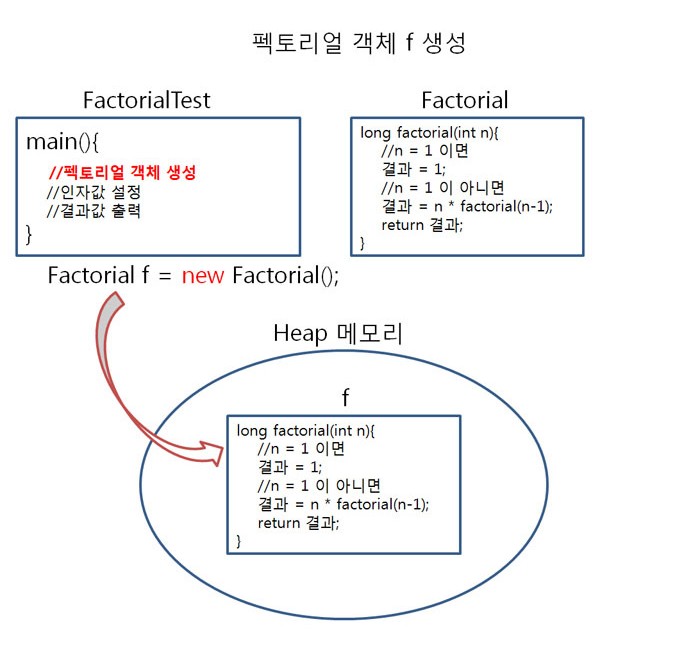 펙토리얼 객체 f 생성
FactorialTest
main(){
//펙토리얼 객체 생성
//인자값 설정
//결과값 출력
}
Factorial
long factorial(int n){
//n = 1 이면
결과 = 1;
//n = 1 이 아니면
결과 = n * factorial(n-1);
return 결과;
}
Factorial f = new Factorial();
Heap 메모리
f
long factorial(int n){
//n = 1 이면
결과 = 1;
//n = 1 이 아니면
결과 = n * factorial(n-1);
return 결과;
}